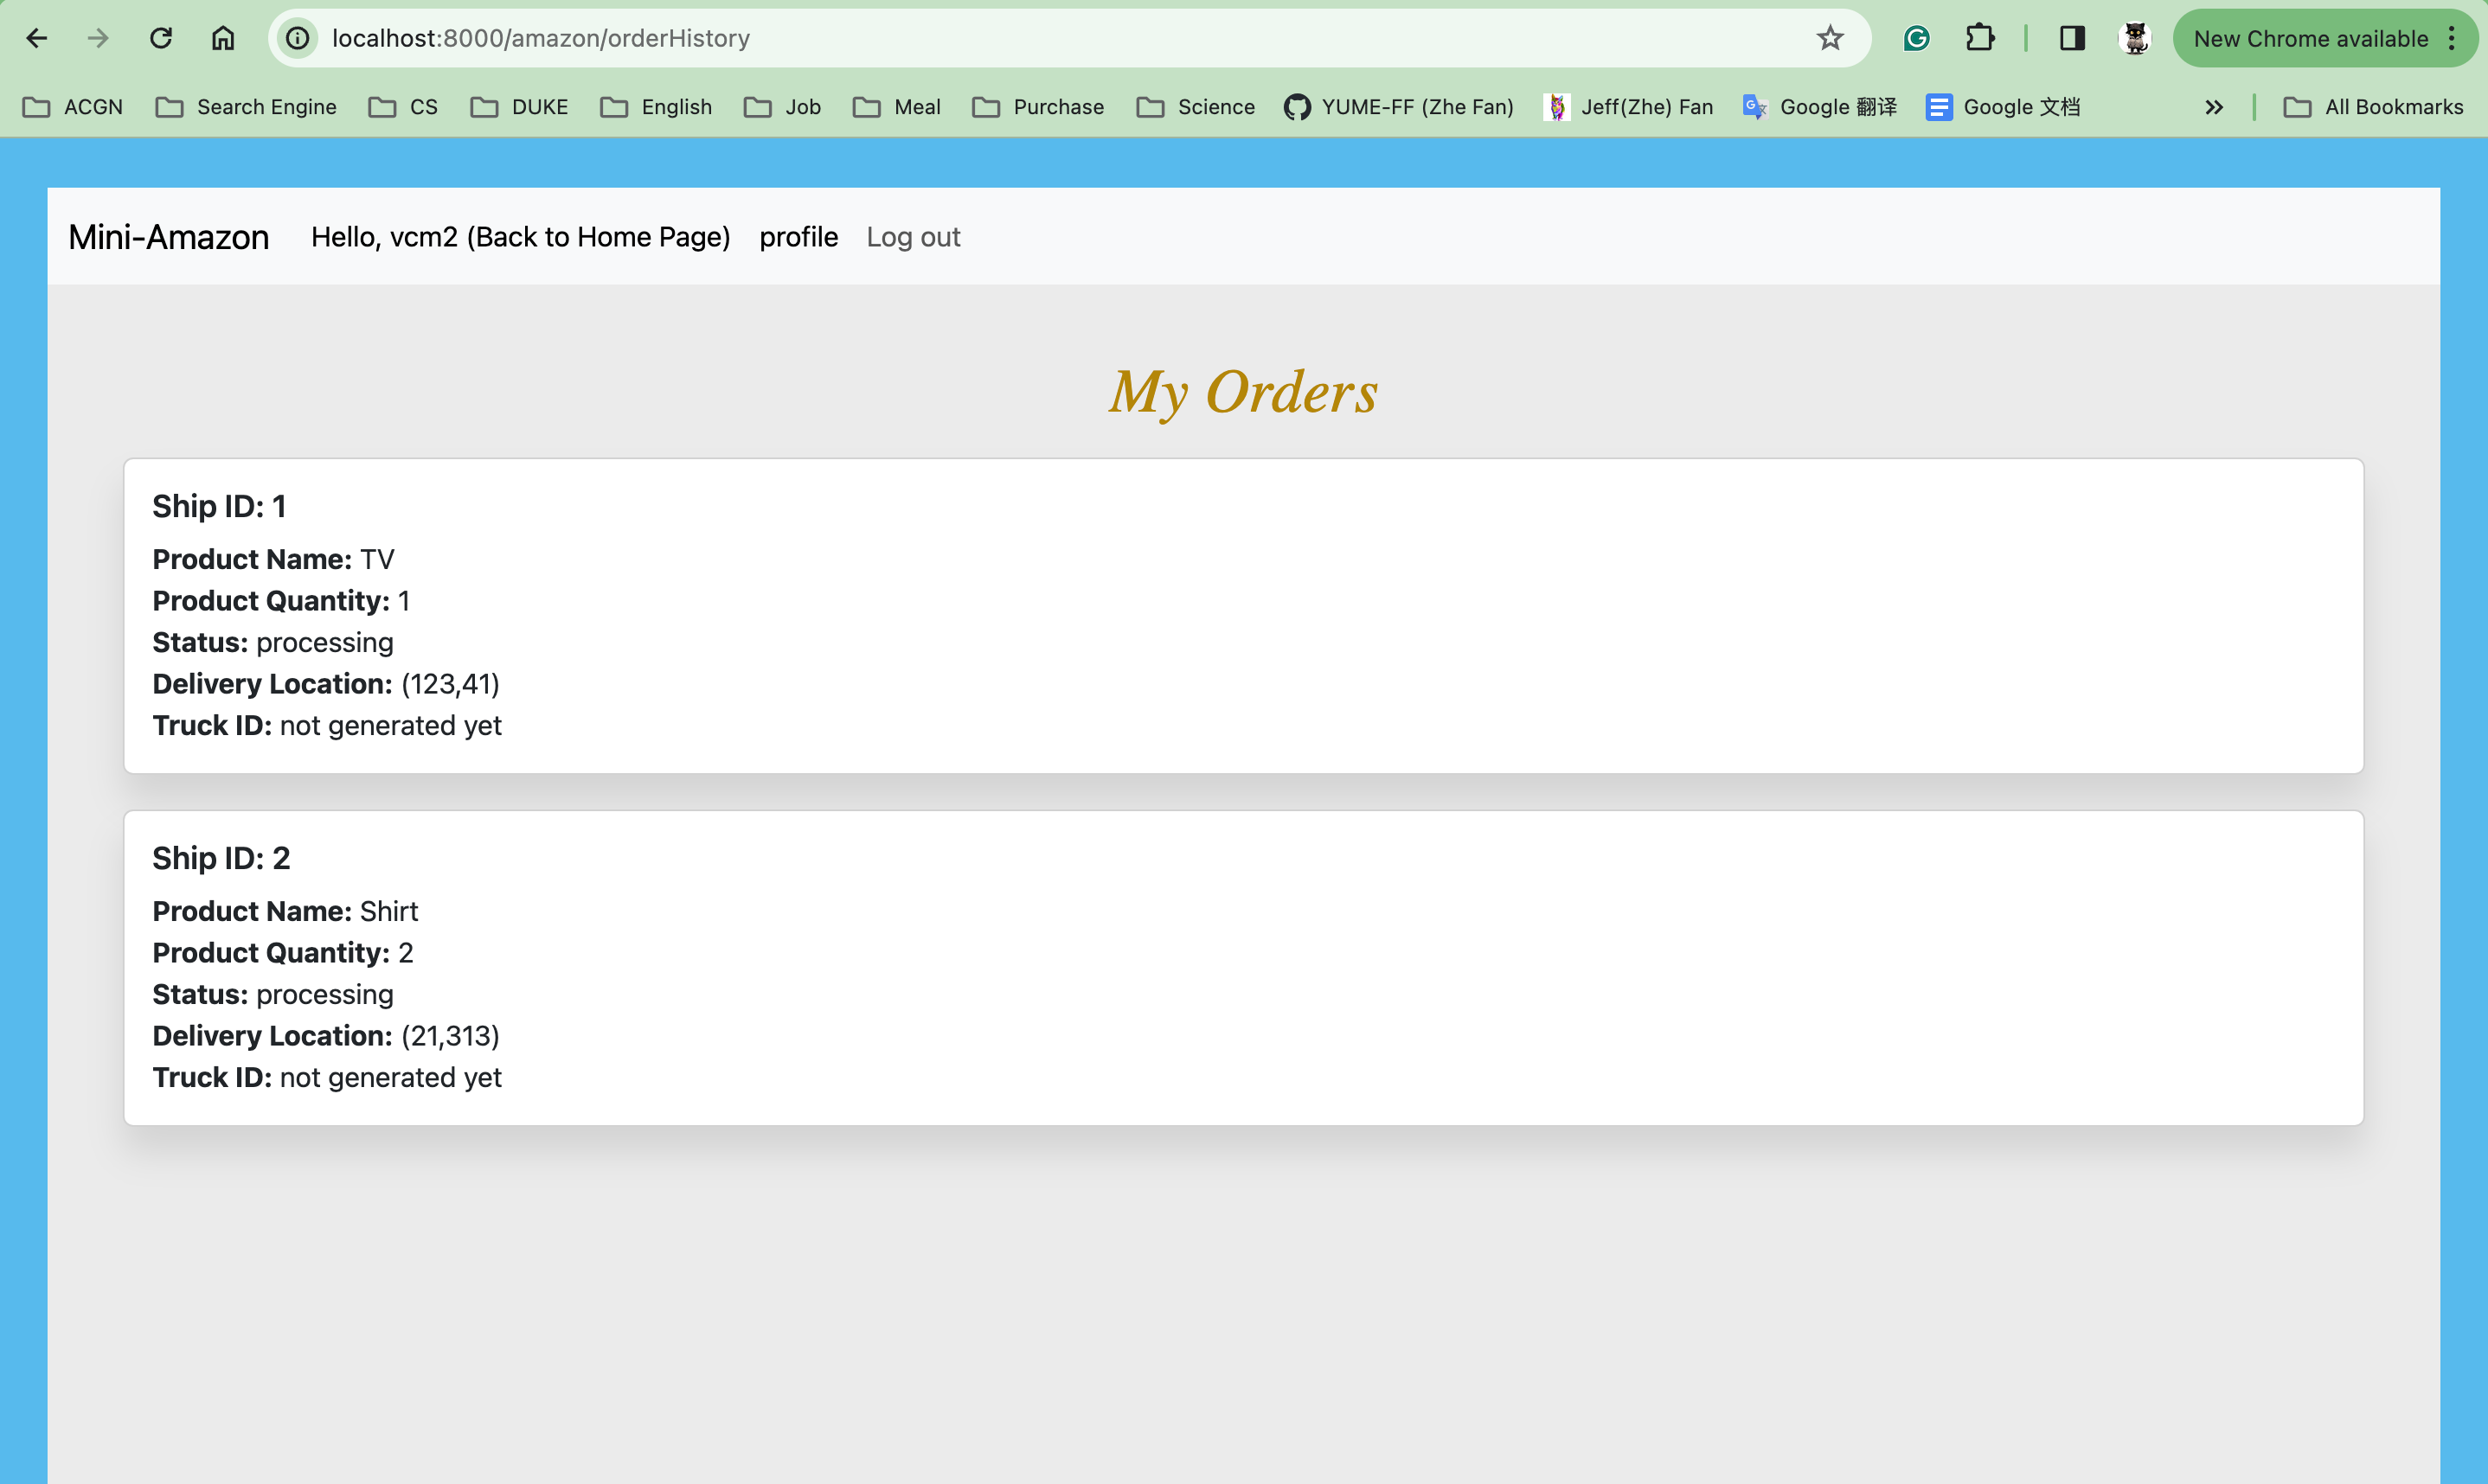 localhost:8000/amazon/orderHistory
New Chrome available
ACGN Search Engine CS DUKE English Job Meal Purchase Science YUME-FF (Zhe Fan) Jeff(Zhe) Fan Google 翻译 Google 文档 All Bookmarks
Mini-Amazon Hello, vcm2 (Back to Home Page) profile Log out
My Orders
Ship ID: 1
Product Name: TV
Product Quantity: 1
Status: processing
Delivery Location: (123,41)
Truck ID: not generated yet
Ship ID: 2
Product Name: Shirt
Product Quantity: 2
Status: processing
Delivery Location: (21,313)
Truck ID: not generated yet